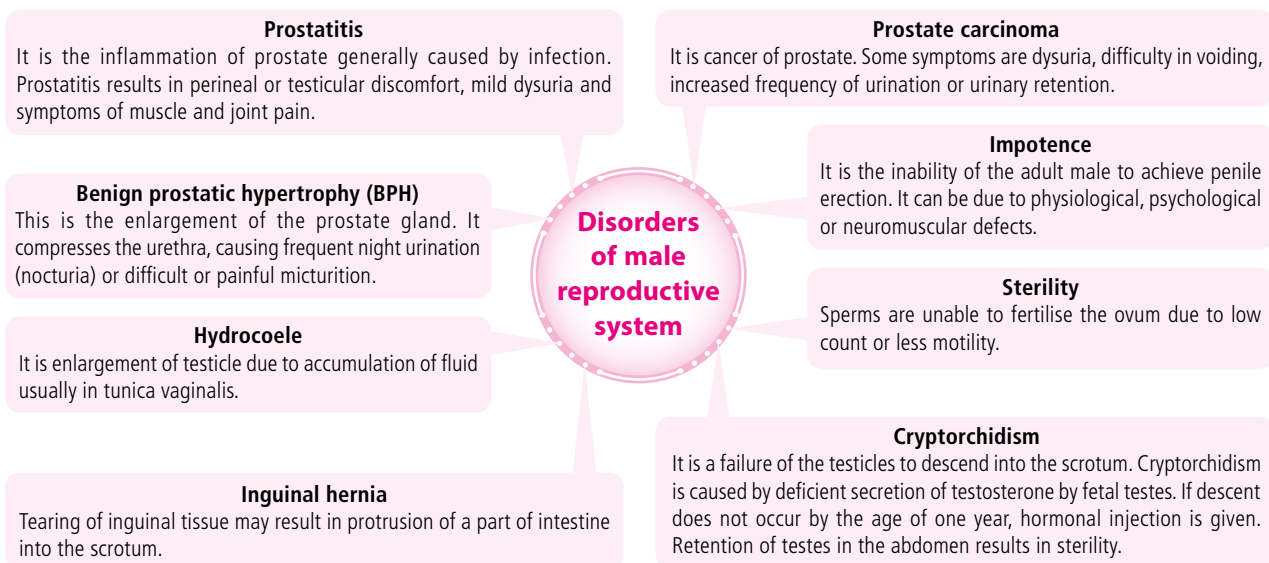 Prostatitis
It is the inflammation of prostate generally caused by infection.
Prostatitis results in perineal or testicular discomfort, mild dysuria and
symptoms of muscle and joint pain.
Benign prostatic hypertrophy (BPH)
This is the enlargement of the prostate gland. It
compresses the urethra, causing frequent night urination
(nocturia) or difficult or painful micturition.
Hydrocoele
It is enlargement of testicle due to accumulation of fluid
usually in tunica vaginalis.
Inguinal hernia
Tearing of inguinal tissue may result in protrusion of a part of intestine
into the scrotum.
Disorders
of male
reproductive
system
Prostate carcinoma
It is cancer of prostate. Some symptoms are dysuria, difficulty in voiding,
increased frequency of urination or urinary retention.
Impotence
It is the inability of the adult male to achieve penile
erection. It can be due to physiological, psychological
or neuromuscular defects.
Sterility
Sperms are unable to fertilise the ovum due to low
count or less motility.
Cryptorchidism
It is a failure of the testicles to descend into the scrotum. Cryptorchidism
is caused by deficient secretion of testosterone by fetal testes. If descent
does not occur by the age of one year, hormonal injection is given.
Retention of testes in the abdomen results in sterility.